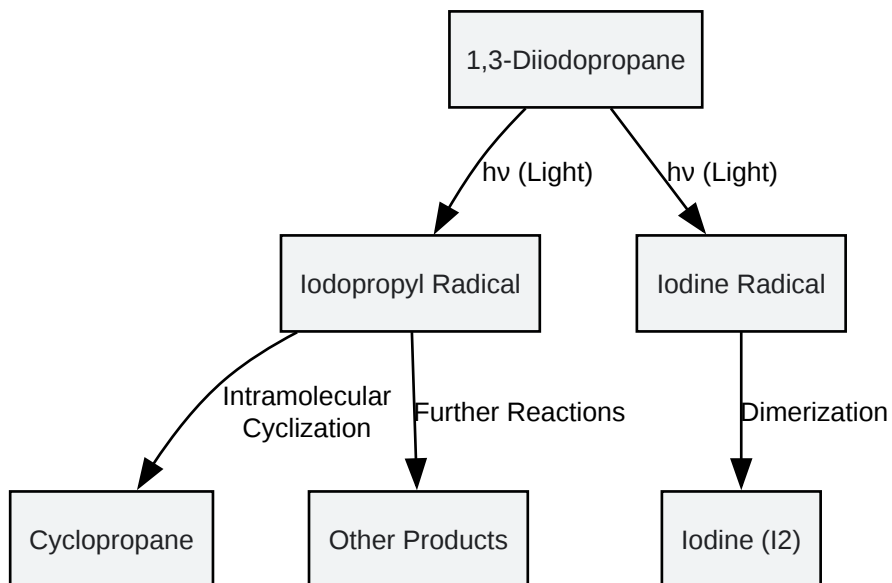 1,3-Diiodopropane
hν (Light)
hν (Light)
Iodopropyl Radical
Iodine Radical
Intramolecular
Cyclization
Further Reactions
Dimerization
Cyclopropane
Other Products
Iodine (I2)